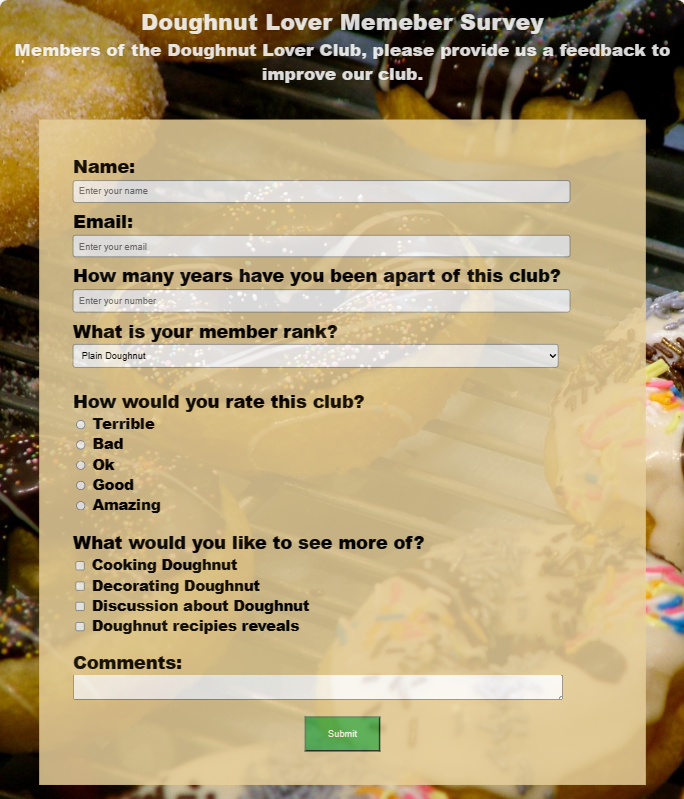 Doughnut Lover Memeber Survey
Members of the Doughnut Lover Club, please provide us a feedback to
improve our club.
Name:
Enter your name
Email:
Enter your email
How many years have you been apart of this club?
Enter your number
What is your member rank?
Plain Doughnut
How would you rate this club?
Terrible
Bad
Ok
Good
Amazing
What would you like to see more of?
Cooking Doughnut
Decorating Doughnut
Discussion about Doughnut
Doughnut recipies reveals
Comments:
Submit